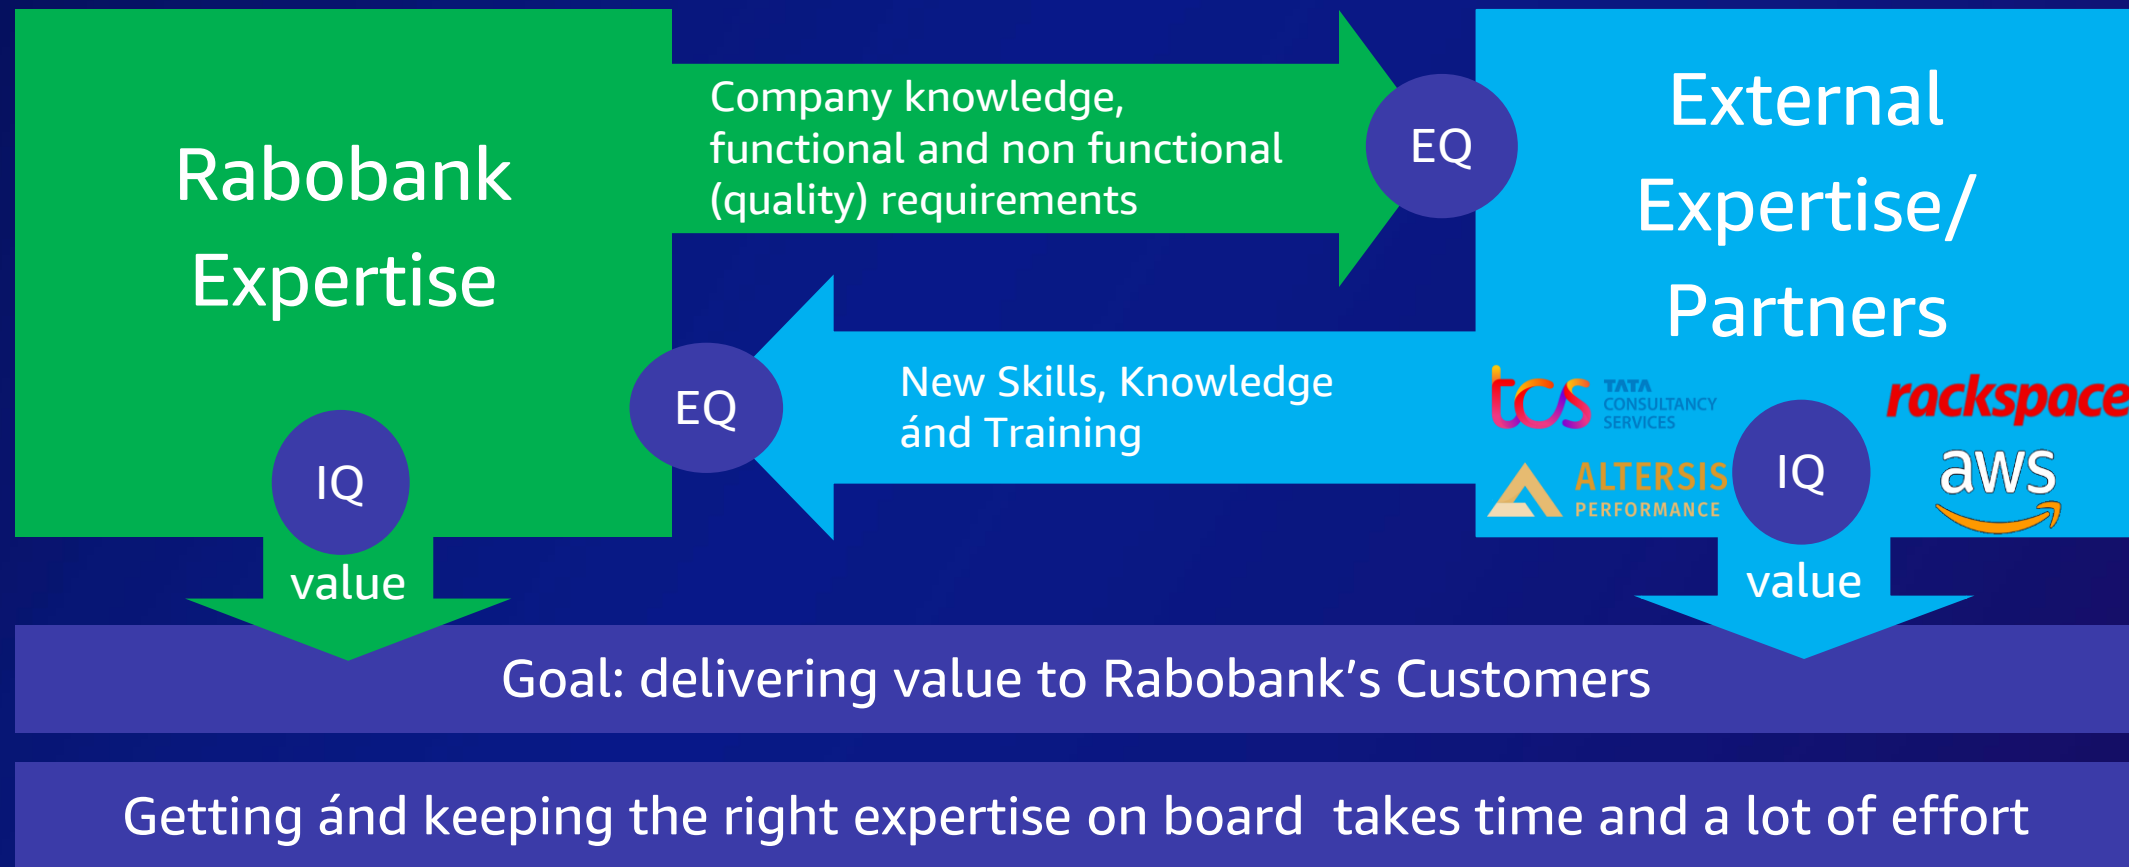 Rabobank
Expertise
Company knowledge,
functional and non functional
(quality) requirements
EQ
External
Expertise/
Partners
EQ
New Skills, Knowledge
ánd Training
tcs TATA
CONSULTANCY
SERVICES
rackspace
ALTERSIS
PERFORMANCE
aws
IQ
value
IQ
value
Goal: delivering value to Rabobank’s Customers
Getting ánd keeping the right expertise on board  takes time and a lot of effort